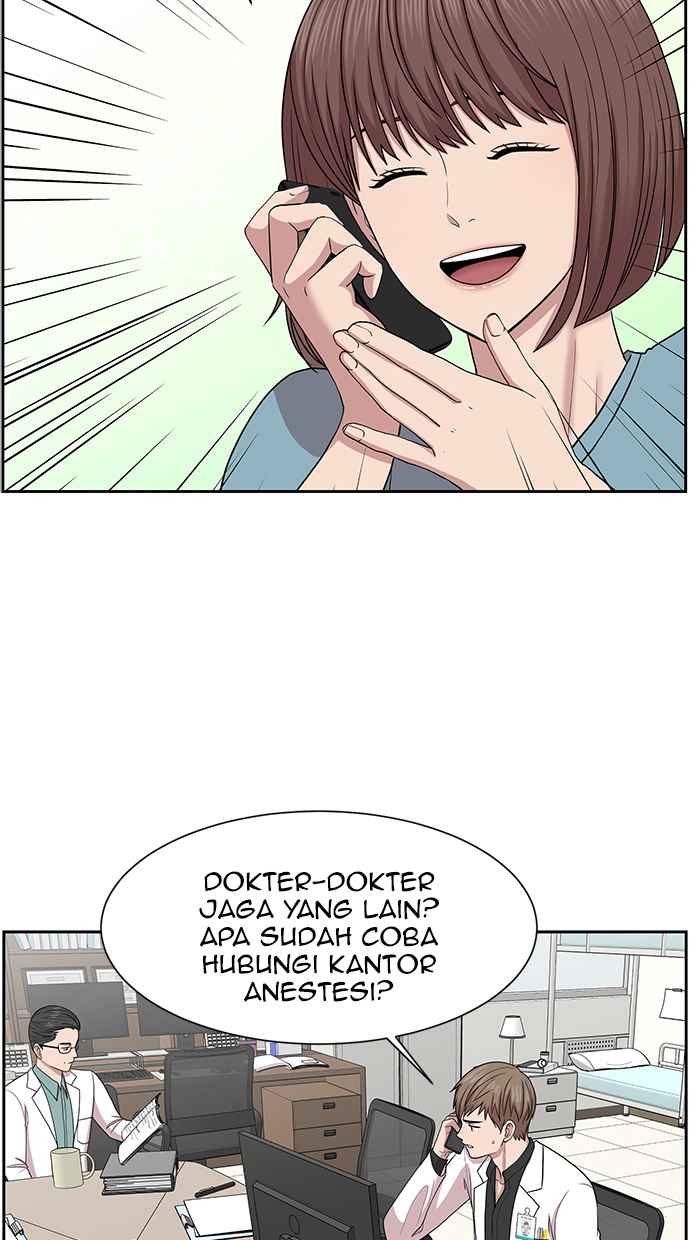 DOKTER-DOKTER
JAGA YANG LAIN?
APA SUDAH COBA
HUBUNGI KANTOR
ANESTESI?